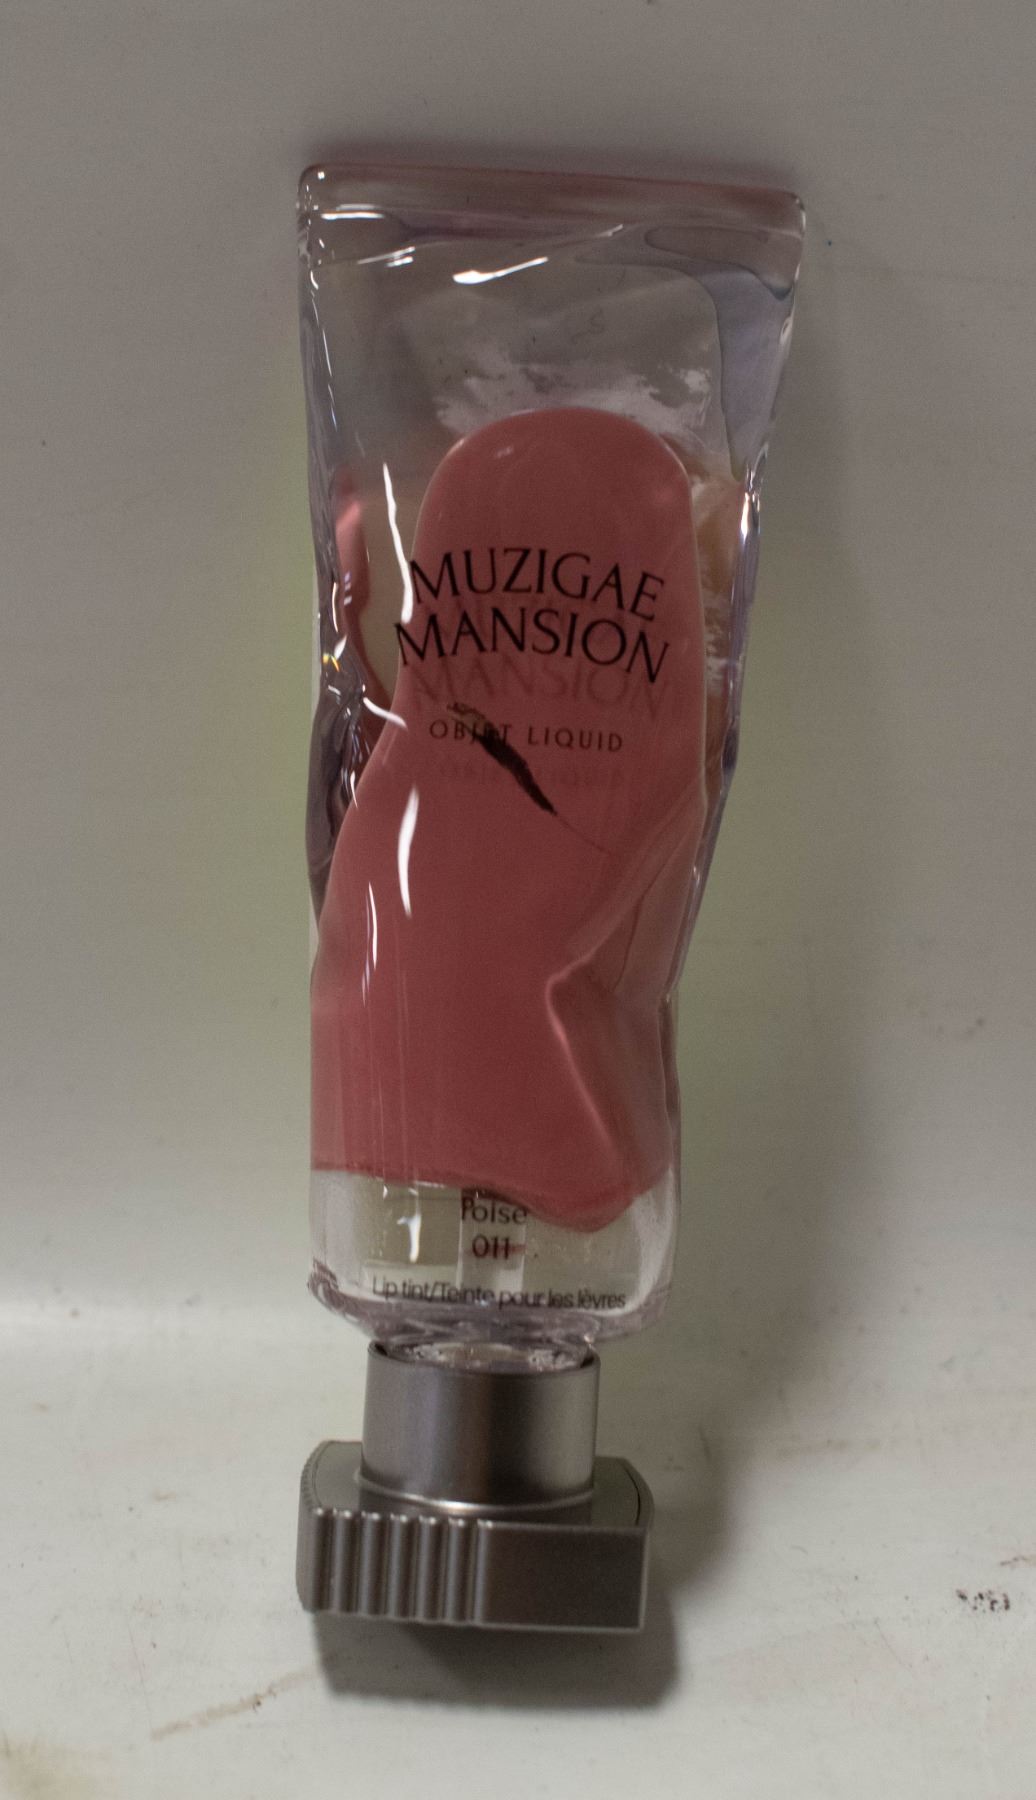 MUZIGAE
MANSION
OBJET LIQUID
Poise
011
Lip tint/Teinte pour les lèvres